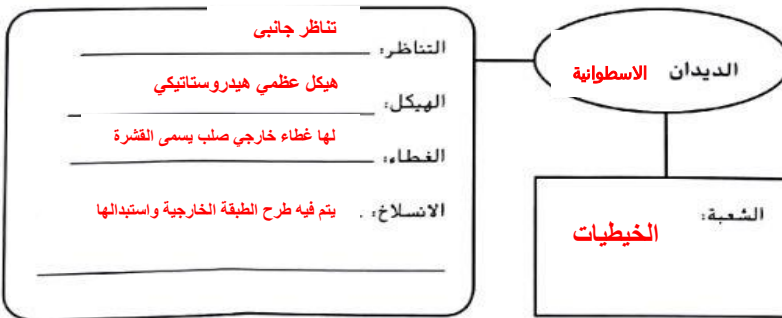 الديدان الاسطوانية
التناظر: تناظر جانبي
الهيكل: هيكل عظمي هيدروستاتيكي
الغطاء: لها غطاء خارجي صلب يسمى القشرة
الانسلاخ: . يتم فيه طرح الطبقة الخارجية واستبدالها
الشعبة:
الخيطيات